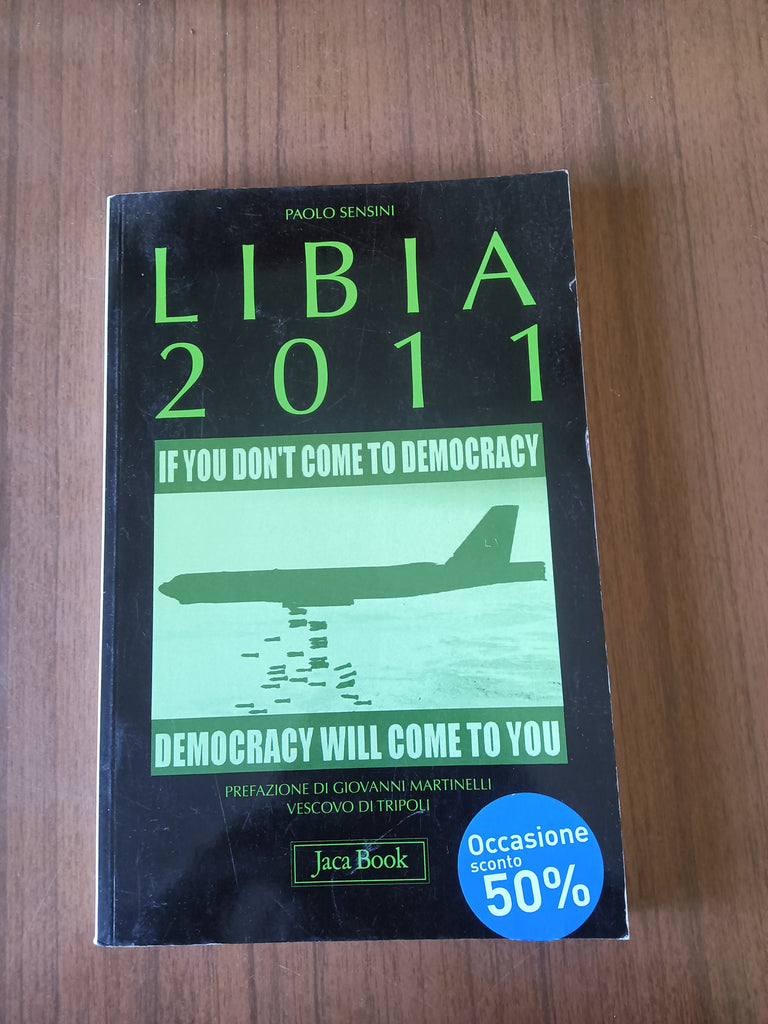 PAOLO SENSINI
LIBIA
2011
IF YOU DON'T COME TO DEMOCRACY
DEMOCRACY WILL COME TO YOU
PREFAZIONE DI GIOVANNI MARTINELLI
VESCOVO DI TRIPOLI
Jaca Book
Occasione
sconto
50%